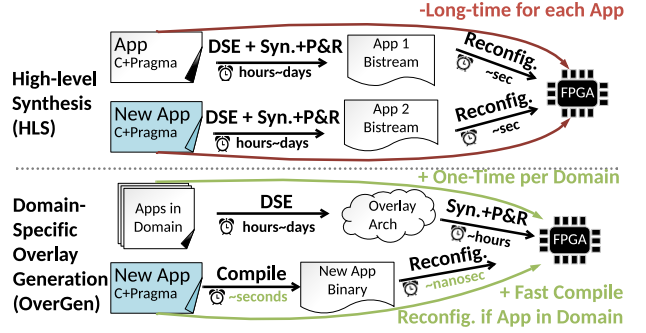 -Long-time for each App
High-level
Synthesis
(HLS)
App
C+Pragma
DSE + Syn.+P&R
hours~days
App 1
Bistream
Reconfig.
~sec
FPGA
New App
C+Pragma
DSE + Syn.+P&R
hours~days
App 2
Bistream
Reconfig.
~sec
+ One-Time per Domain
Domain-
Specific
Overlay
Generation
(OverGen)
Apps in
Domain
DSE
hours~days
Overlay
Arch
Syn.+P&R
~hours
FPGA
New App
C+Pragma
Compile
~seconds
New App
Binary
Reconfig.
~nanosec
+ Fast Compile
Reconfig. if App in Domain